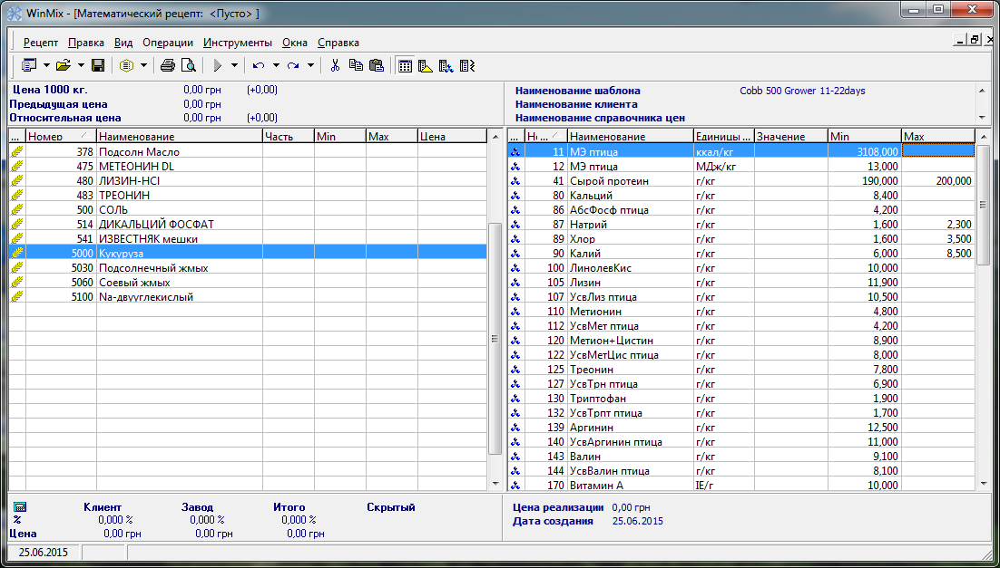 WinMix - [Математический рецепт: <Пусто> ]
Рецепт Правка Вид Операции Инструменты Окна Справка
Цена 1000 кг. 0,00 грн (+0,00)
Предыдущая цена 0,00 грн
Относительная цена 0,00 грн (+0,00)
Наименование шаблона Cobb 500 Grower 11-22days
Наименование клиента
Наименование справочника цен
... Номер Наименование Часть Min Max Цена
378 Подсолн Масло
475 МЕТЕОНИН DL
480 ЛИЗИН-HCl
483 ТРЕОНИН
500 СОЛЬ
514 ДИКАЛЬЦИЙ ФОСФАТ
541 ИЗВЕСТНЯК мешки
5000 Кукуруза
5030 Подсолнечный жмых
5060 Соевый жмых
5100 Na-двууглекислый
... Но... Наименование Единицы ... Значение Min Max
11 МЭ птица ккал/кг 3108,000
12 МЭ птица МДж/кг 13,000
41 Сырой протеин г/кг 190,000 200,000
80 Кальций г/кг 8,400
86 АбсФосф птица г/кг 4,200
87 Натрий г/кг 1,600 2,300
89 Хлор г/кг 1,600 3,500
90 Калий г/кг 6,000 8,500
100 ЛинолевКис г/кг 10,000
105 Лизин г/кг 11,900
107 УсвЛиз птица г/кг 10,500
110 Метионин г/кг 4,800
112 УсвМет птица г/кг 4,200
120 Метион+Цистин г/кг 8,900
122 УсвМетЦис птица г/кг 8,000
125 Треонин г/кг 7,800
127 УсвТрн птица г/кг 6,900
130 Триптофан г/кг 1,900
132 УсвТрпт птица г/кг 1,700
139 Аргинин г/кг 12,500
140 УсвАргинин птица г/кг 11,000
143 Валин г/кг 9,100
144 УсвВалин птица г/кг 8,100
170 Витамин А IE/г 10,000
Клиент Завод Итого Скрытый
% 0,000 % 0,000 % 0,000 %
Цена 0,00 грн 0,00 грн 0,00 грн
Цена реализации 0,00 грн
Дата создания 25.06.2015
25.06.2015